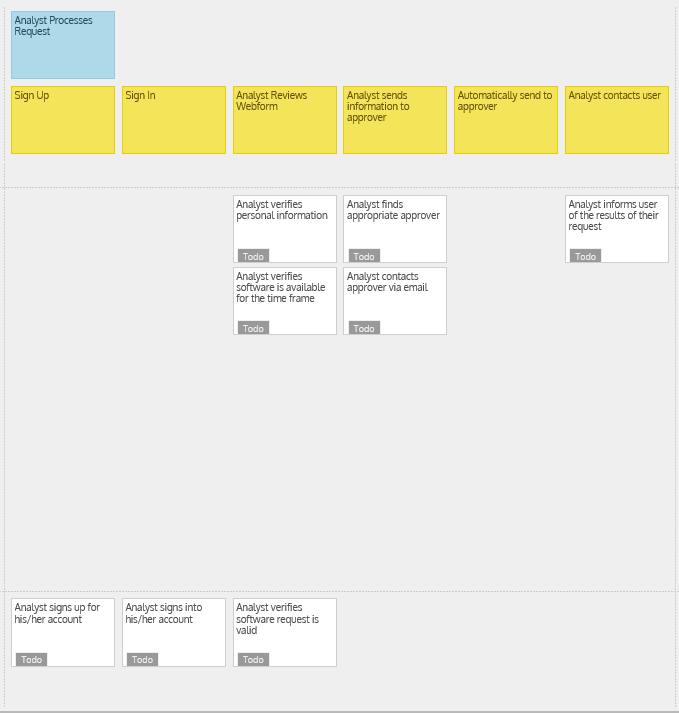 Analyst Processes
Request
Sign Up
Sign In
Analyst Reviews
Webform
Analyst sends
information to
approver
Automatically send to
approver
Analyst contacts user
Analyst verifies
personal information
Todo
Analyst finds
appropriate approver
Todo
Analyst informs user
of the results of their
request
Todo
Analyst verifies
software is available
for the time frame
Todo
Analyst contacts
approver via email
Todo
Analyst signs up for
his/her account
Todo
Analyst signs into
his/her account
Todo
Analyst verifies
software request is
valid
Todo